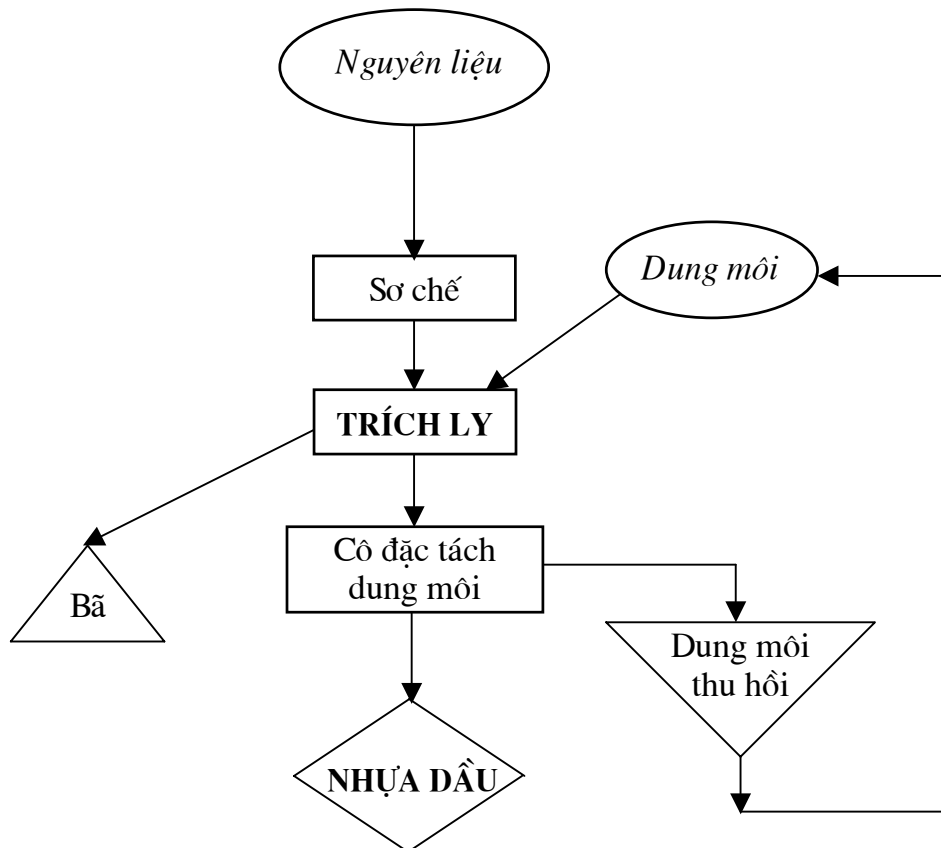 Nguyên liệu
Dung môi
Sơ chế
TRÍCH LY
Cô đặc tách
dung môi
Bã
Dung môi
thu hồi
NHỰA DẦU